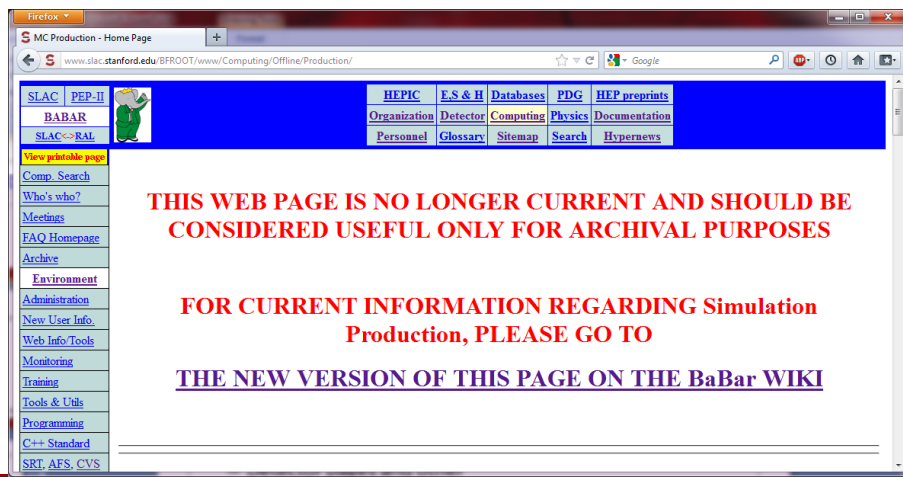 Firefox
MC Production - Home Page
+
www.slac.stanford.edu/BFROOT/www/Computing/Offline/Production/
Google
SLAC PEP-II
BABAR
SLAC<->RAL
HEPIC E,S & H Databases PDG HEP preprints
Organization Detector Computing Physics Documentation
Personnel Glossary Sitemap Search Hypernews
View printable page
Comp. Search
Who's who?
Meetings
FAQ Homepage
Archive
Environment
Administration
New User Info.
Web Info/Tools
Monitoring
Training
Tools & Utils
Programming
C++ Standard
SRT, AFS, CVS
THIS WEB PAGE IS NO LONGER CURRENT AND SHOULD BE
CONSIDERED USEFUL ONLY FOR ARCHIVAL PURPOSES
FOR CURRENT INFORMATION REGARDING Simulation
Production, PLEASE GO TO
THE NEW VERSION OF THIS PAGE ON THE BaBar WIKI